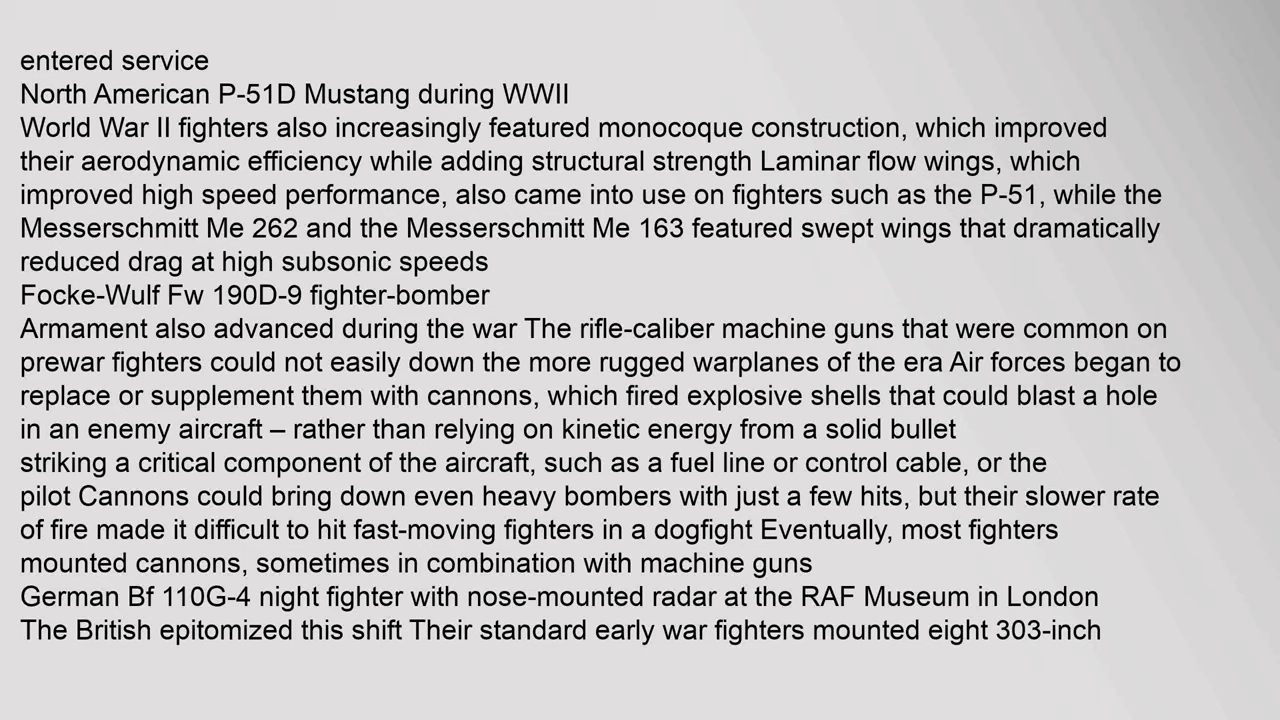 entered service
North American P-51D Mustang during WWII
World War II fighters also increasingly featured monocoque construction, which improved
their aerodynamic efficiency while adding structural strength Laminar flow wings, which
improved high speed performance, also came into use on fighters such as the P-51, while the
Messerschmitt Me 262 and the Messerschmitt Me 163 featured swept wings that dramatically
reduced drag at high subsonic speeds
Focke-Wulf Fw 190D-9 fighter-bomber
Armament also advanced during the war The rifle-caliber machine guns that were common on
prewar fighters could not easily down the more rugged warplanes of the era Air forces began to
replace or supplement them with cannons, which fired explosive shells that could blast a hole
in an enemy aircraft – rather than relying on kinetic energy from a solid bullet
striking a critical component of the aircraft, such as a fuel line or control cable, or the
pilot Cannons could bring down even heavy bombers with just a few hits, but their slower rate
of fire made it difficult to hit fast-moving fighters in a dogfight Eventually, most fighters
mounted cannons, sometimes in combination with machine guns
German Bf 110G-4 night fighter with nose-mounted radar at the RAF Museum in London
The British epitomized this shift Their standard early war fighters mounted eight 303-inch